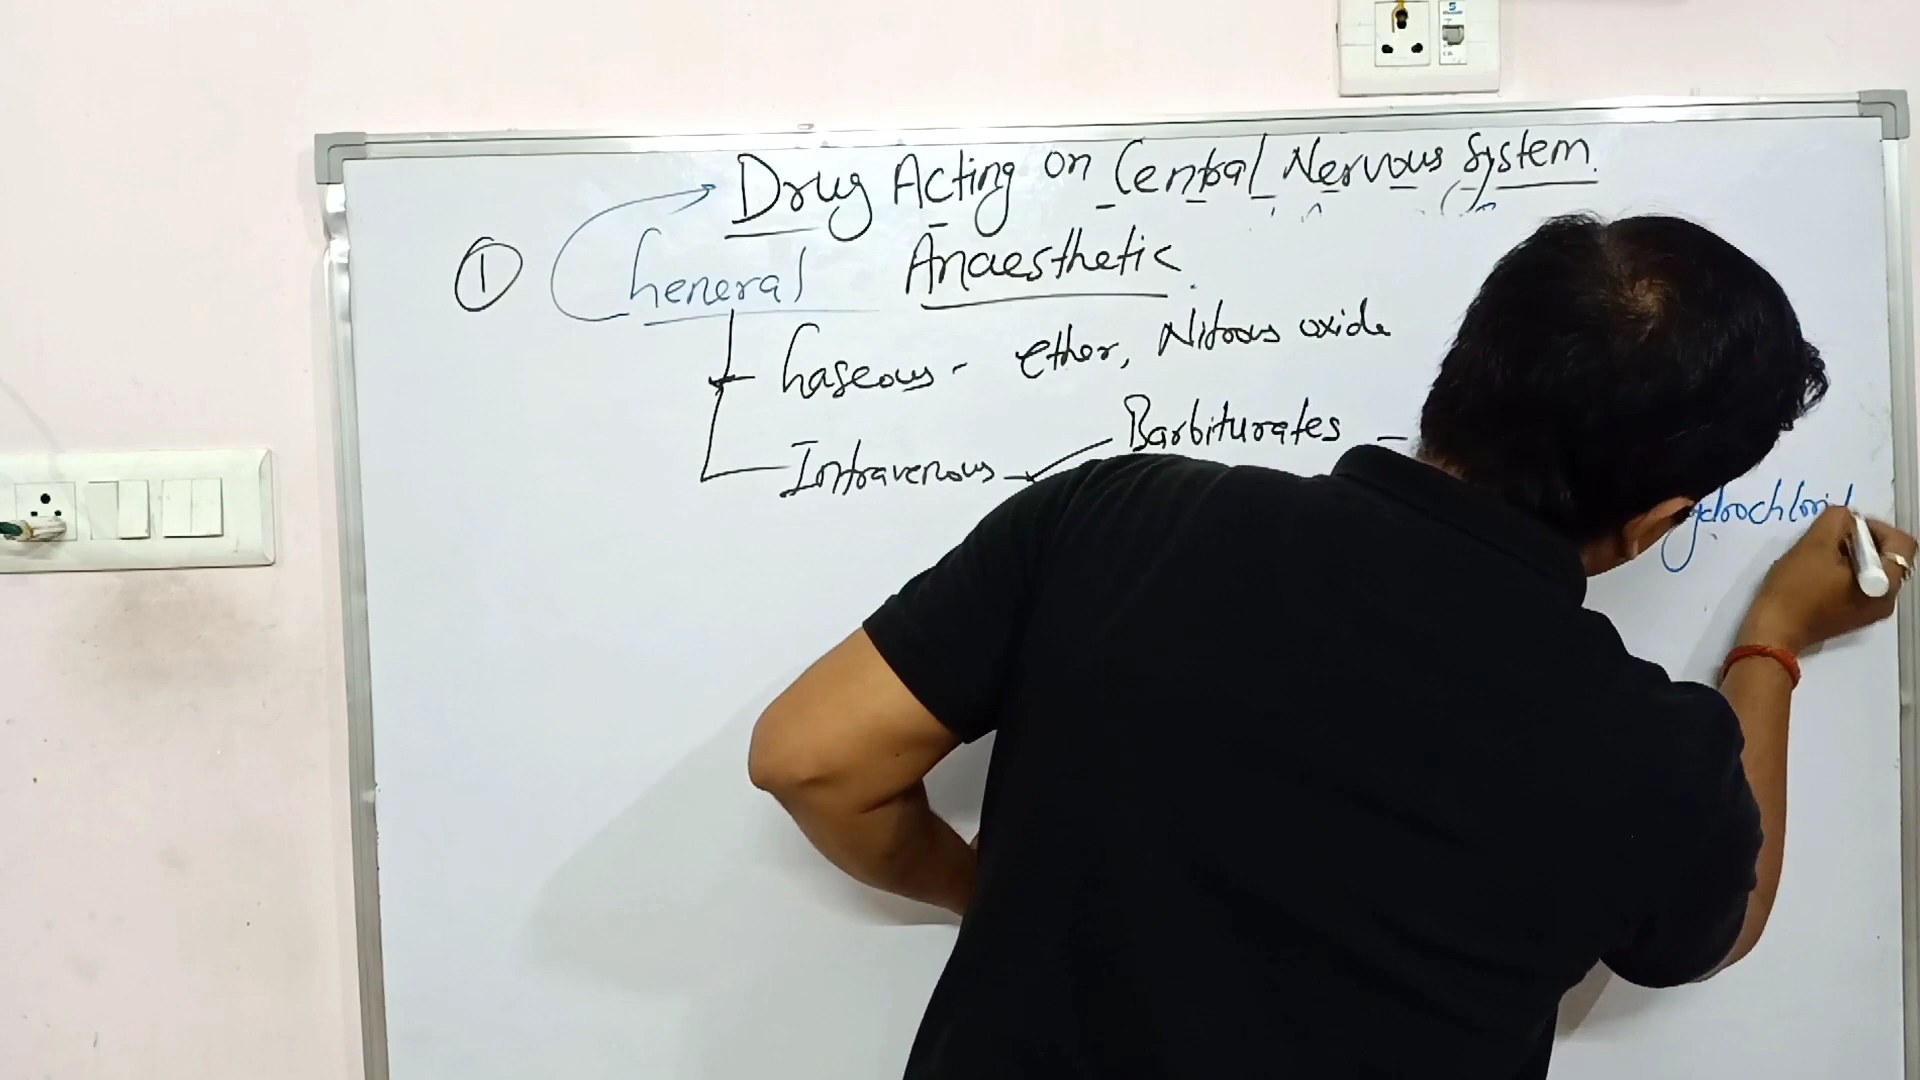 Drug Acting on Central Nervous System.
① General Anaesthetic.
Gaseous - ether, Nitrous oxide
Intravenous - Barbiturates -